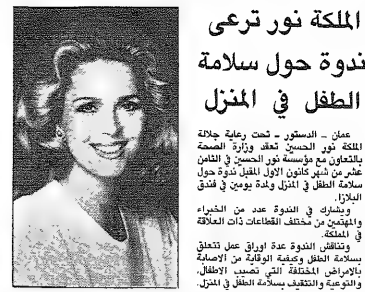 الملكة نور ترعى
ندوة حول سلامة
الطفل في المنزل
عمان - الدستور - تحت رعاية جلالة
الملكة نور الحسين تعقد وزارة الصحة
بالتعاون مع مؤسسة نور الحسين في الثامن
عشر من شهر كانون الاول المقبل ندوة حول
سلامة الطفل في المنزل ولمدة يومين في فندق
البلازا.
ويشارك في الندوة عدد من الخبراء
والمهتمين من مختلف القطاعات ذات العلاقة
في المملكة.
وتناقش الندوة عدة اوراق عمل تتعلق
بسلامة الطفل وكيفية الوقاية من الاصابة
بالامراض المختلفة التي تصيب الاطفال،
والتوعية والتثقيف بسلامة الطفل في المنزل.